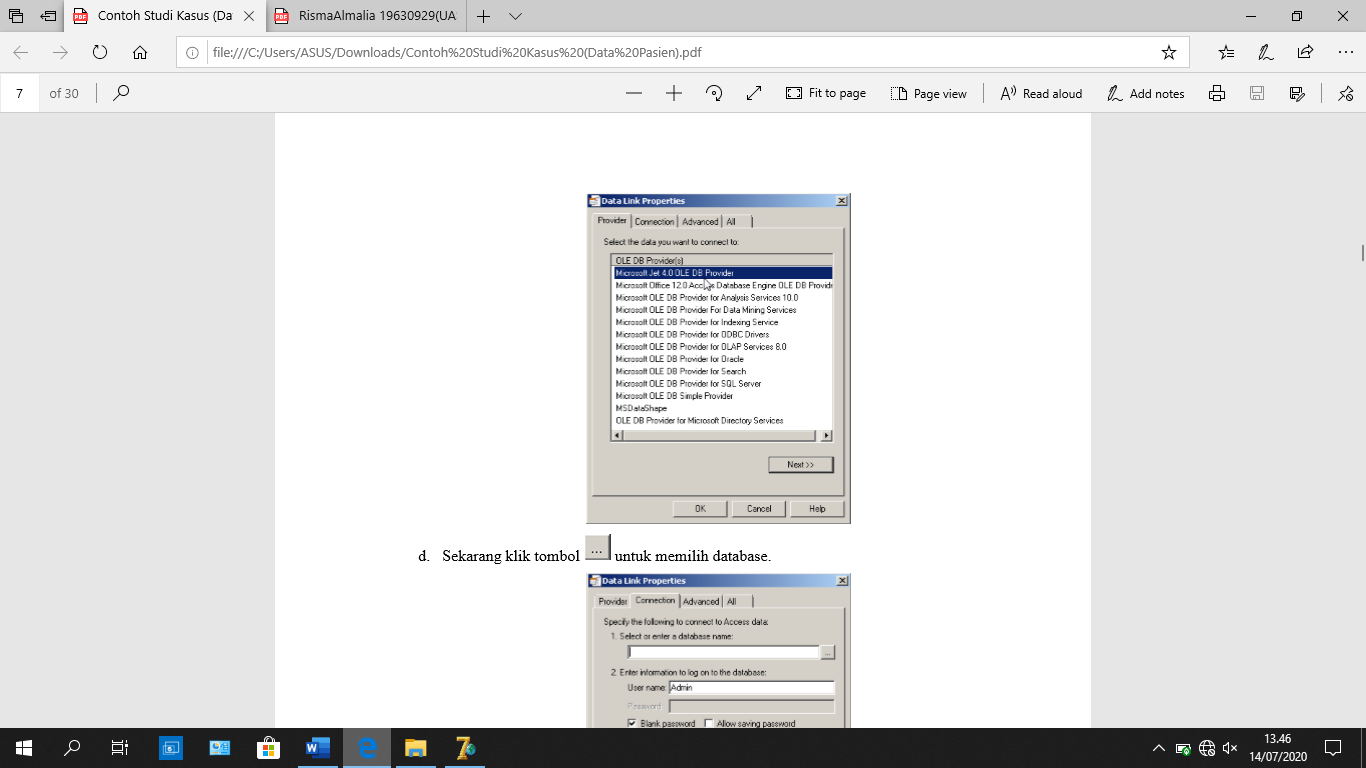 Contoh Studi Kasus (Da
RismaAlmalia 19630929(UA
file:///C:/Users/ASUS/Downloads/Contoh%20Studi%20Kasus%20(Data%20Pasien).pdf
7 of 30
Fit to page
Page view
Read aloud
Add notes
Data Link Properties
Provider Connection Advanced All
Select the data you want to connect to:
OLE DB Provider(s)
Microsoft Jet 4.0 OLE DB Provider
Microsoft Office 12.0 Access Database Engine OLE DB Provid
Microsoft OLE DB Provider for Analysis Services 10.0
Microsoft OLE DB Provider For Data Mining Services
Microsoft OLE DB Provider for Indexing Service
Microsoft OLE DB Provider for ODBC Drivers
Microsoft OLE DB Provider for OLAP Services 8.0
Microsoft OLE DB Provider for Oracle
Microsoft OLE DB Provider for Search
Microsoft OLE DB Provider for SQL Server
Microsoft OLE DB Simple Provider
MSDataShape
OLE DB Provider for Microsoft Directory Services
Next >>
OK Cancel Help
d. Sekarang klik tombol ... untuk memilih database.
Data Link Properties
Provider Connection Advanced All
Specify the following to connect to Access data:
1. Select or enter a database name:
...
2. Enter information to log on to the database:
User name: Admin
Password:
Blank password Allow saving password
13.46
14/07/2020